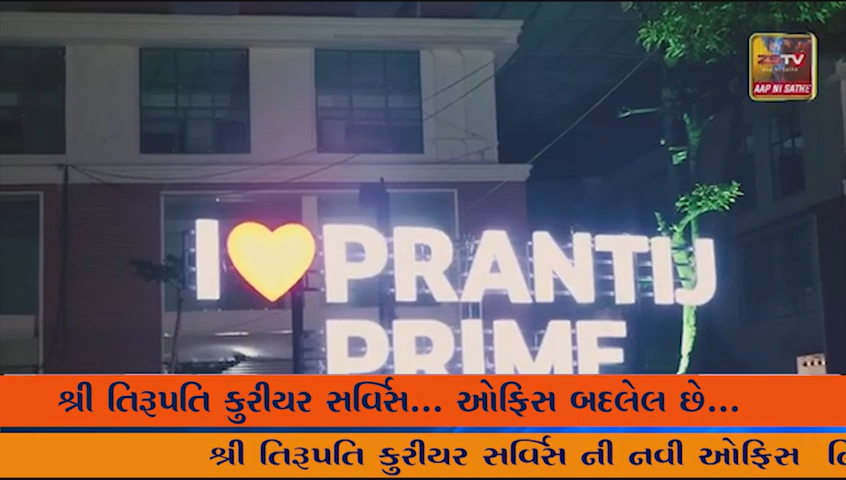 ZSTV
AAP NI SATHE
I ❤ PRANTIJ
PRIME
શ્રી તિરૂપતિ કુરીયર સર્વિસ... ઓફિસ બદલેલ છે...
શ્રી તિરૂપતિ કુરીયર સર્વિસ ની નવી ઓફિસ